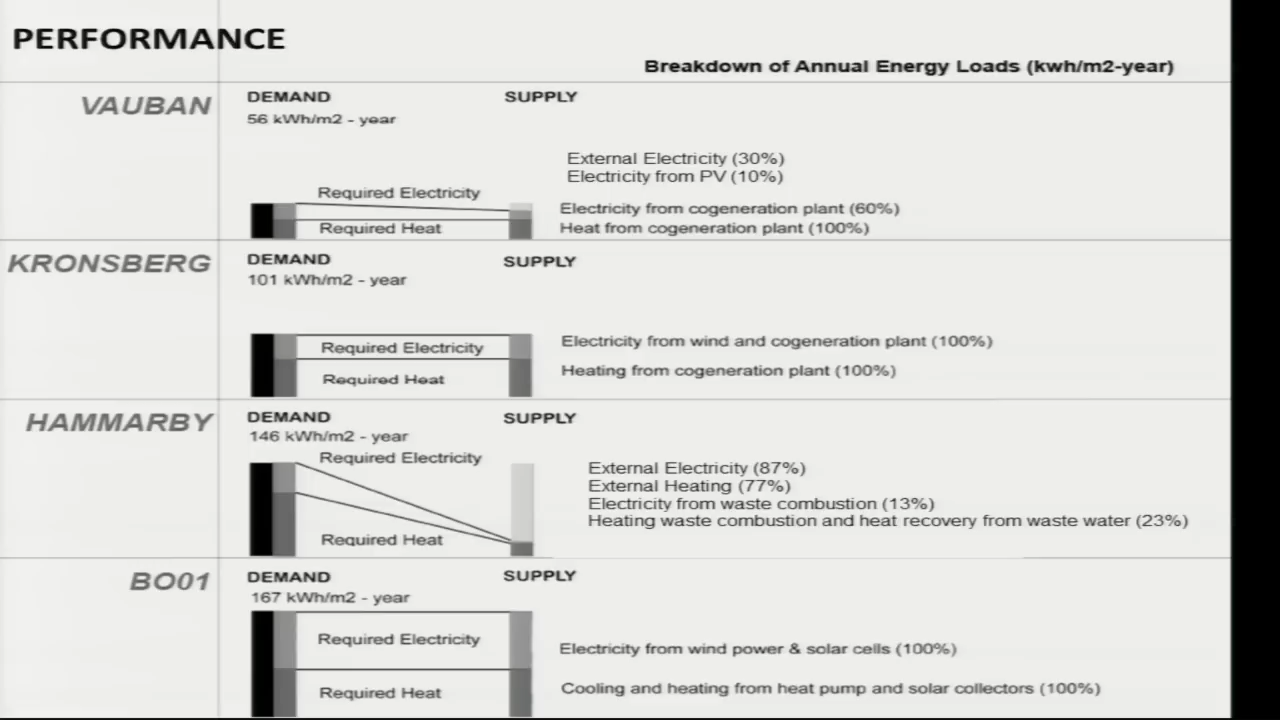 PERFORMANCE
Breakdown of Annual Energy Loads (kwh/m2-year)
VAUBAN
DEMAND
SUPPLY
56 kWh/m2 - year
External Electricity (30%)
Electricity from PV (10%)
Required Electricity
Electricity from cogeneration plant (60%)
Required Heat
Heat from cogeneration plant (100%)
KRONSBERG
DEMAND
SUPPLY
101 kWh/m2 - year
Required Electricity
Electricity from wind and cogeneration plant (100%)
Required Heat
Heating from cogeneration plant (100%)
HAMMARBY
DEMAND
SUPPLY
146 kWh/m2 - year
Required Electricity
External Electricity (87%)
External Heating (77%)
Electricity from waste combustion (13%)
Heating waste combustion and heat recovery from waste water (23%)
Required Heat
BO01
DEMAND
SUPPLY
167 kWh/m2 - year
Required Electricity
Electricity from wind power & solar cells (100%)
Required Heat
Cooling and heating from heat pump and solar collectors (100%)